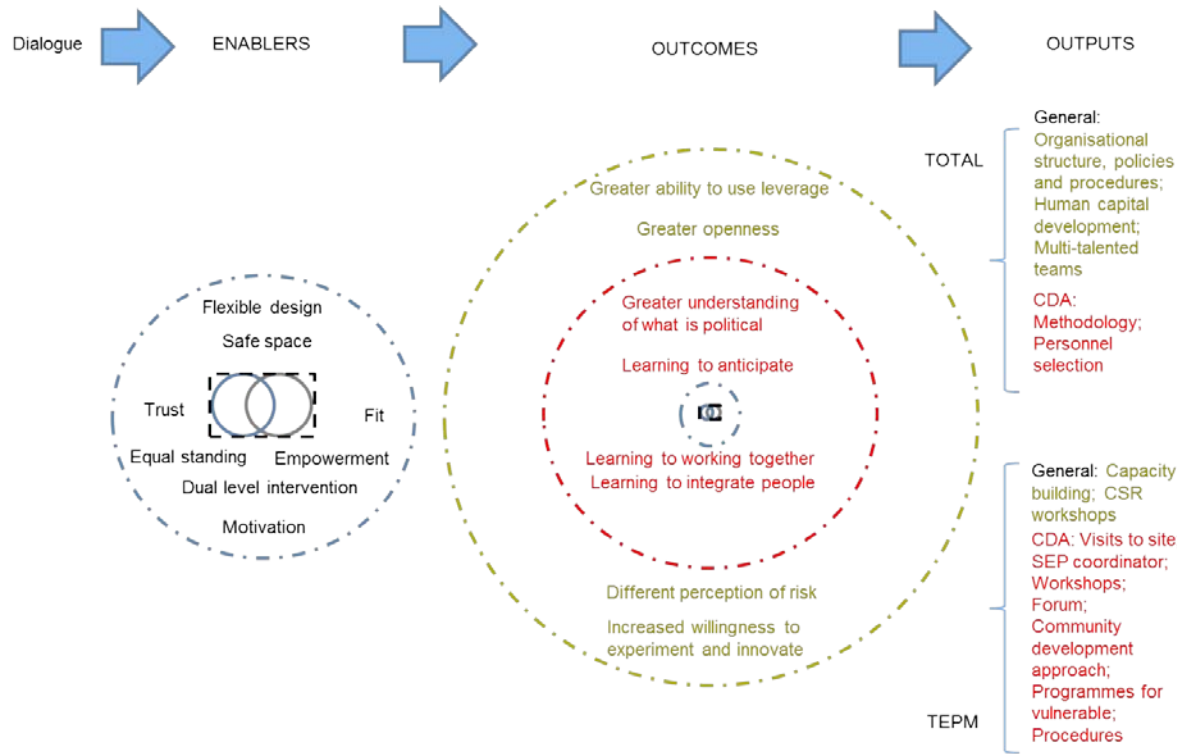 Dialogue
ENABLERS
OUTCOMES
OUTPUTS
Flexible design
Safe space
Trust
Fit
Equal standing
Empowerment
Dual level intervention
Motivation
Greater ability to use leverage
Greater openness
Greater understanding
of what is political
Learning to anticipate
Learning to working together
Learning to integrate people
Different perception of risk
Increased willingness to
experiment and innovate
TOTAL
General:
Organisational
structure, policies
and procedures;
Human capital
development;
Multi-talented
teams
CDA:
Methodology;
Personnel
selection
TEPM
General: Capacity
building; CSR
workshops
CDA: Visits to site
SEP coordinator;
Workshops;
Forum;
Community
development
approach;
Programmes for
vulnerable;
Procedures